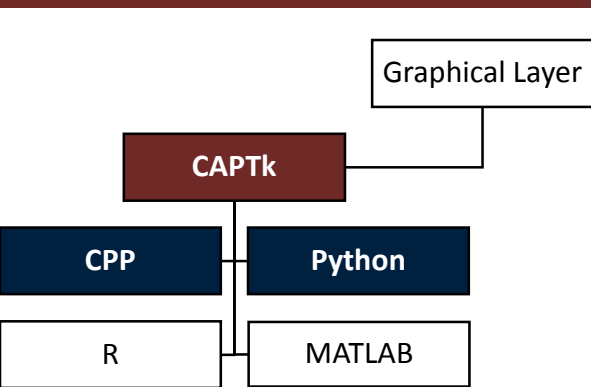 Graphical Layer
CAPTk
CPP
Python
R
MATLAB